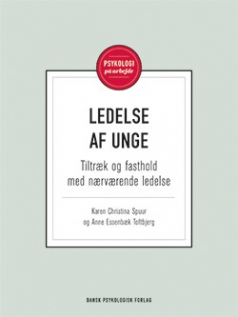 PSYKOLOGI
på arbejde
LEDELSE
AF UNGE
Tiltræk og fasthold
med nærværende ledelse
Karen Christina Spuur
og Anne Essenbæk Toftbjerg
DANSK PSYKOLOGISK FORLAG